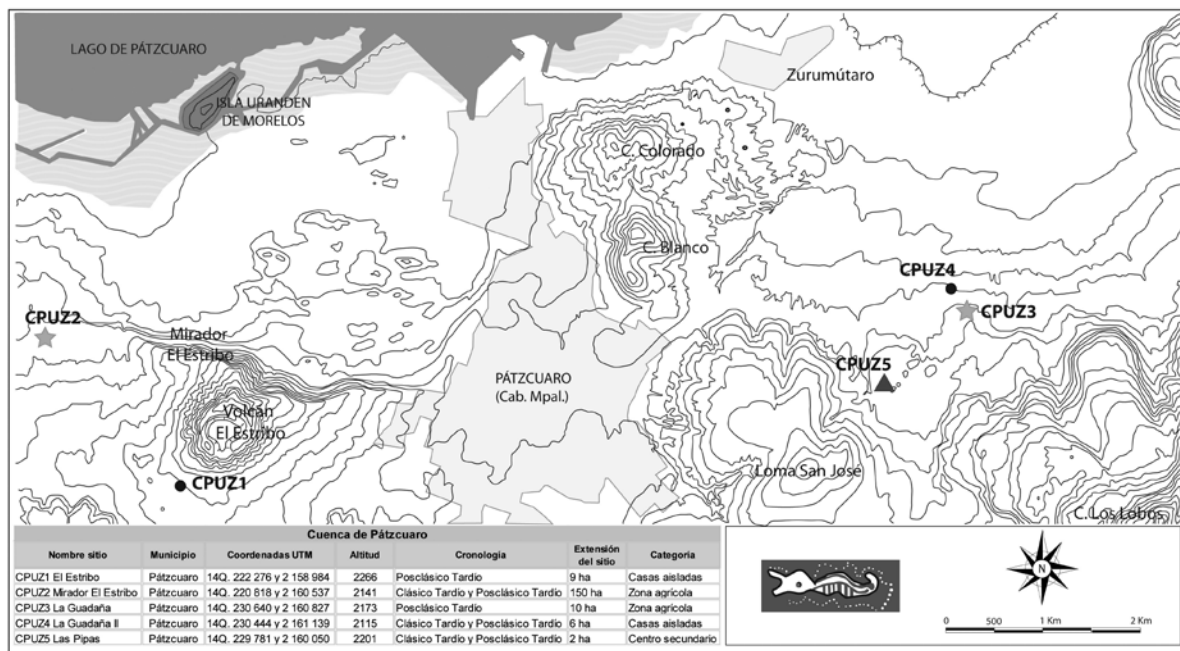 LAGO DE PÁTZCUARO
ISLA URANDEN
DE MORELOS
Zurumútaro
C. Colorado
C. Blanco
CPUZ4
CPUZ3
CPUZ2
Mirador
El Estribo
CPUZ5
PÁTZCUARO
(Cab. Mpal.)
Volcán
El Estribo
Loma San José
CPUZ1
C. Los Lobos
Cuenca de Pátzcuaro
Nombre sitio Municipio Coordenadas UTM Altitud Cronología Extensión del sitio Categoria
CPUZ1 El Estribo Pátzcuaro 14Q. 222 276 y 2 158 984 2266 Posclásico Tardío 9 ha Casas aisladas
CPUZ2 Mirador El Estribo Pátzcuaro 14Q. 220 818 y 2 160 537 2141 Clásico Tardío y Posclásico Tardío 150 ha Zona agrícola
CPUZ3 La Guadaña Pátzcuaro 14Q. 230 640 y 2 160 827 2173 Posclásico Tardío 10 ha Zona agrícola
CPUZ4 La Guadaña II Pátzcuaro 14Q. 230 444 y 2 161 139 2115 Clásico Tardío y Posclásico Tardío 6 ha Casas aisladas
CPUZ5 Las Pipas Pátzcuaro 14Q. 229 781 y 2 160 050 2201 Clásico Tardío y Posclásico Tardío 2 ha Centro secundario
N
0 500 1 Km 2 Km